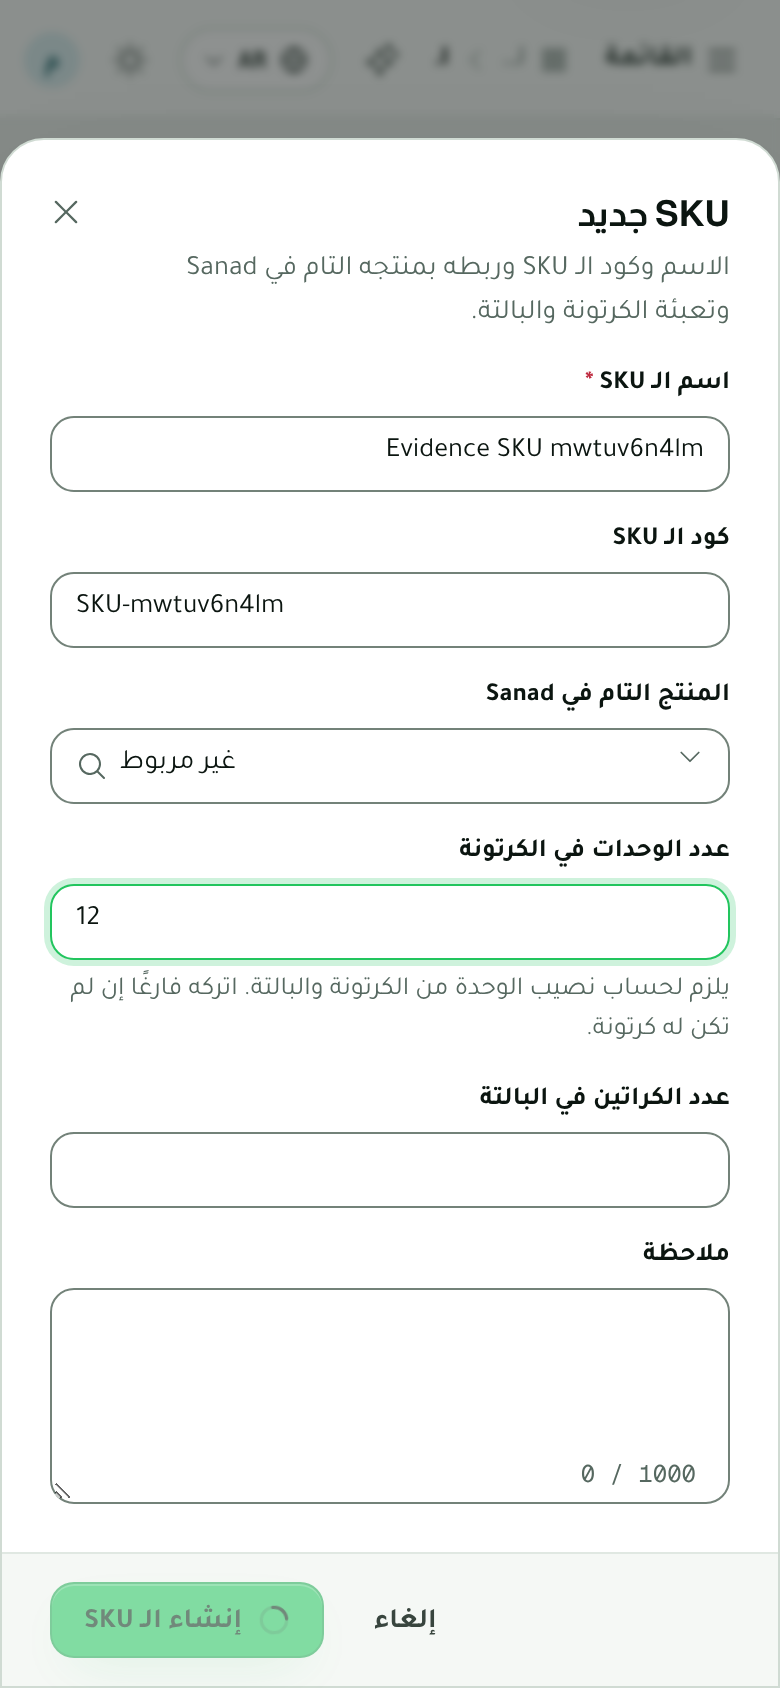 القائمة
AR
م
SKU جديد
الاسم وكود الـ SKU وربطه بمنتجه التام في Sanad
وتعبئة الكرتونة والبالتة.
اسم الـ SKU *
Evidence SKU mwtuv6n4lm
كود الـ SKU
SKU-mwtuv6n4lm
المنتج التام في Sanad
غير مربوط
عدد الوحدات في الكرتونة
12
يلزم لحساب نصيب الوحدة من الكرتونة والبالتة. اتركه فارغًا إن لم
تكن له كرتونة.
عدد الكراتين في البالتة
ملاحظة
0 / 1000
إلغاء
إنشاء الـ SKU